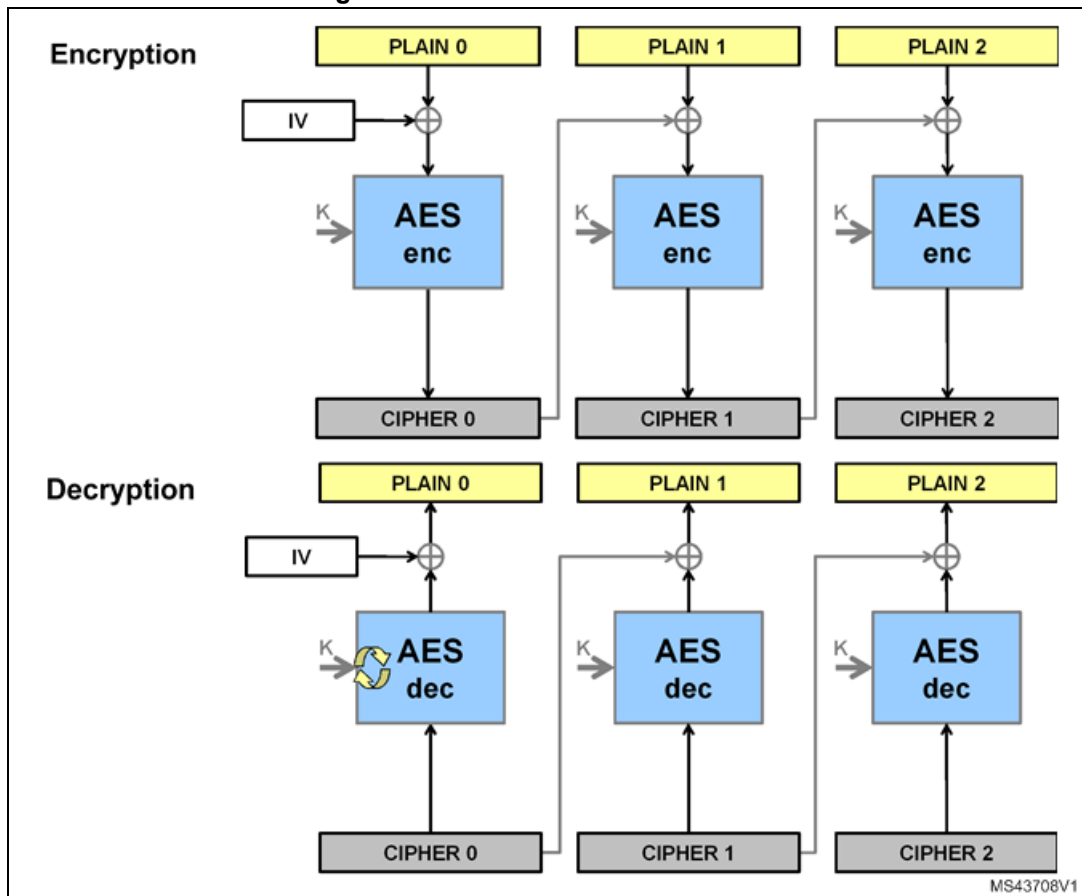 Encryption
PLAIN 0
PLAIN 1
PLAIN 2
IV
K
AES
enc
K
AES
enc
K
AES
enc
CIPHER 0
CIPHER 1
CIPHER 2
Decryption
PLAIN 0
PLAIN 1
PLAIN 2
IV
K
AES
dec
K
AES
dec
K
AES
dec
CIPHER 0
CIPHER 1
CIPHER 2
MS43708V1